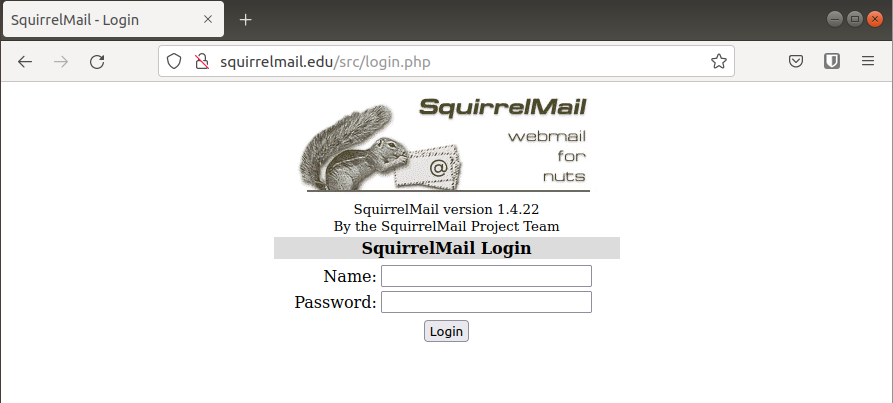 SquirrelMail - Login
squirrelmail.edu/src/login.php
SquirrelMail
webmail
for
nuts
@
SquirrelMail version 1.4.22
By the SquirrelMail Project Team
SquirrelMail Login
Name:
Password:
Login